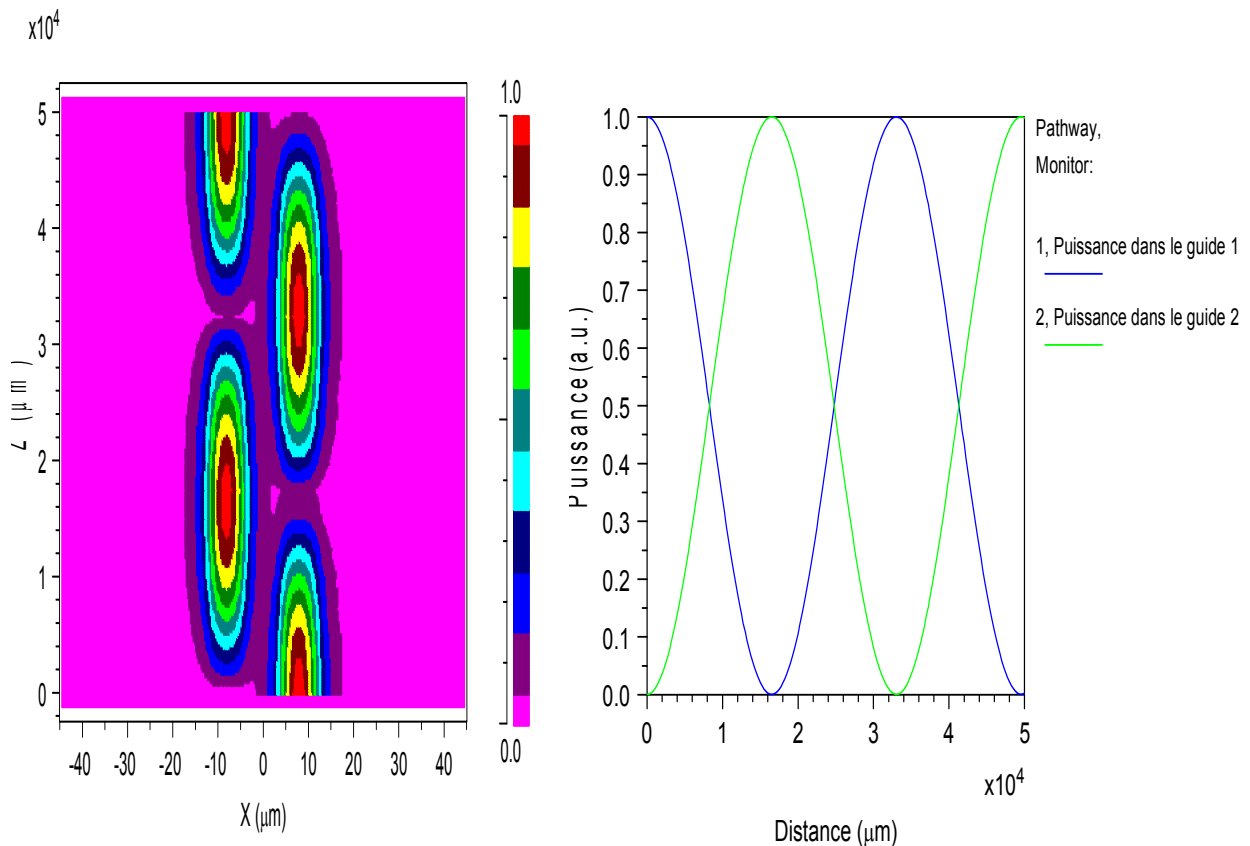 x10⁴
5
4
3
2
1
0
Z (μm)
-40 -30 -20 -10 0 10 20 30 40
X (μm)
1.0
0.0
1.0
0.9
0.8
0.7
0.6
0.5
0.4
0.3
0.2
0.1
0.0
Puissance (a.u.)
0 1 2 3 4 5
x10⁴
Distance (μm)
Pathway,
Monitor:
1, Puissance dans le guide 1
2, Puissance dans le guide 2